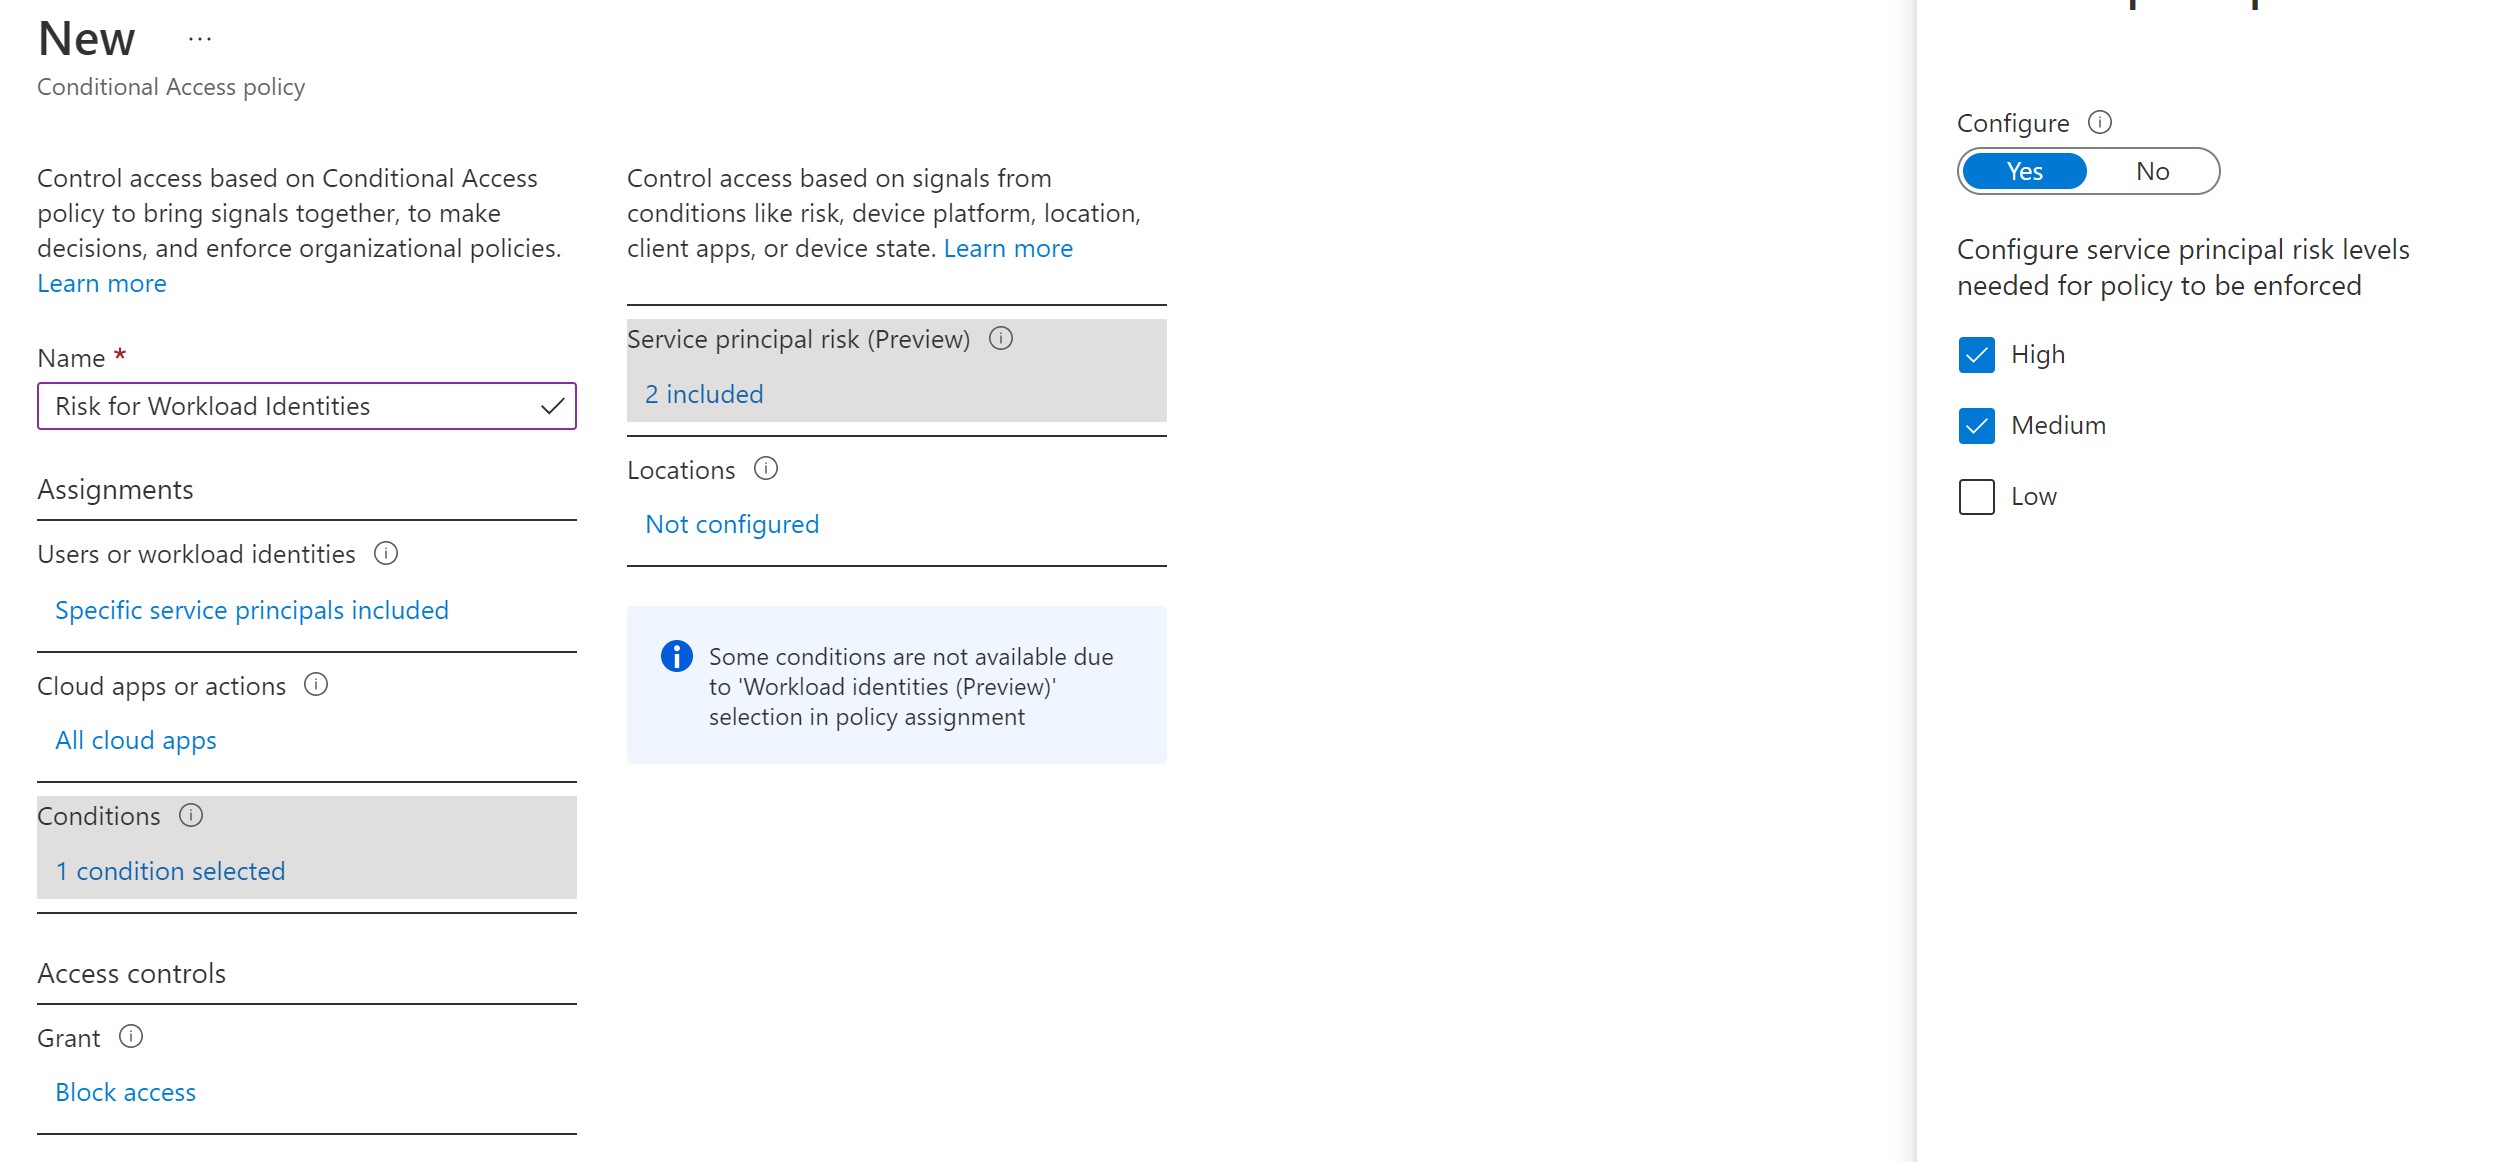 New ...
Conditional Access policy
Control access based on Conditional Access
policy to bring signals together, to make
decisions, and enforce organizational policies.
Learn more
Name *
Risk for Workload Identities
Assignments
Users or workload identities
Specific service principals included
Cloud apps or actions
All cloud apps
Conditions
1 condition selected
Access controls
Grant
Block access
Control access based on signals from
conditions like risk, device platform, location,
client apps, or device state. Learn more
Service principal risk (Preview)
2 included
Locations
Not configured
Some conditions are not available due
to 'Workload identities (Preview)'
selection in policy assignment
Configure
Yes No
Configure service principal risk levels
needed for policy to be enforced
High
Medium
Low